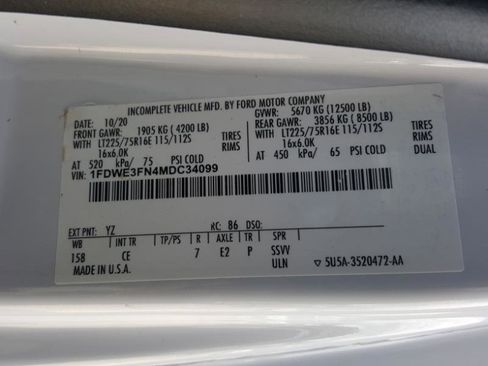 INCOMPLETE VEHICLE MFD. BY FORD MOTOR COMPANY
DATE: 10/20 GVWR: 5670 KG (12500 LB)
FRONT GAWR: 1905 KG (4200 LB) REAR GAWR: 3856 KG (8500 LB)
WITH LT225/75R16E 115/112S TIRES WITH LT225/75R16E 115/112S TIRES
16x6.0K RIMS 16x6.0K RIMS
AT 520 kPa/ 75 PSI COLD AT 450 kPa/ 65 PSI COLD DUAL
VIN: 1FDWE3FN4MDC34099
EXT PNT: YZ RC: 86 DSO:
WB INT TR TP/PS R AXLE TR SPR
158 CE 7 E2 P SSVV
MADE IN U.S.A. ULN ▽ 5U5A-3520472-AA